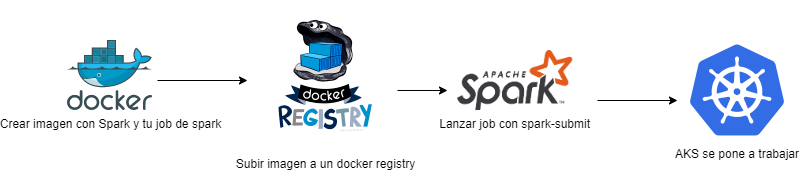 docker
Crear imagen con Spark y tu job de spark
docker
REGISTRY
Subir imagen a un docker registry
APACHE
Spark
Lanzar job con spark-submit
AKS se pone a trabajar